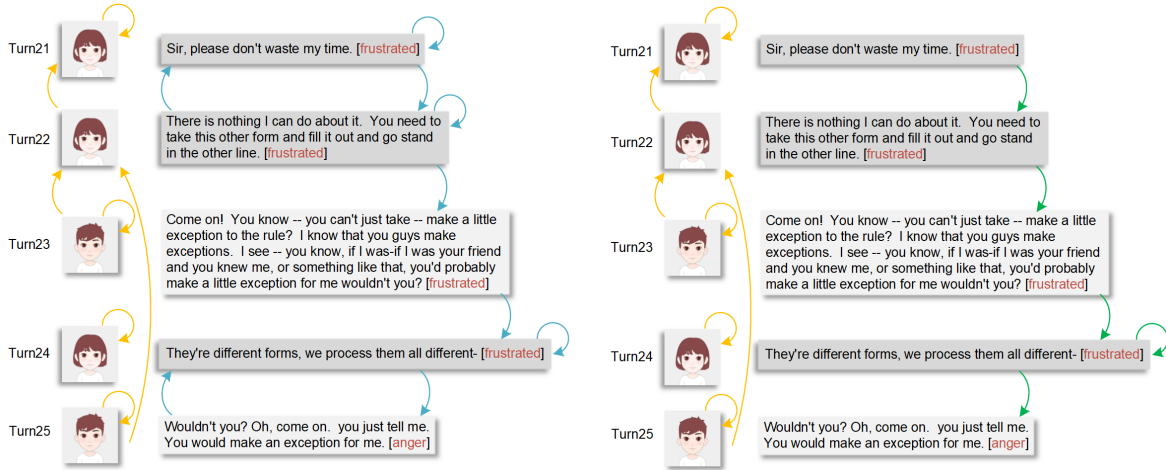 Turn21
Sir, please don't waste my time. [frustrated]
Turn22
There is nothing I can do about it.  You need to
take this other form and fill it out and go stand
in the other line. [frustrated]
Turn23
Come on!  You know -- you can't just take -- make a little
exception to the rule?  I know that you guys make
exceptions.  I see -- you know, if I was-if I was your friend
and you knew me, or something like that, you'd probably
make a little exception for me wouldn't you? [frustrated]
Turn24
They're different forms, we process them all different- [frustrated]
Turn25
Wouldn't you? Oh, come on.  you just tell me.
You would make an exception for me. [anger]
Turn21
Sir, please don't waste my time. [frustrated]
Turn22
There is nothing I can do about it.  You need to
take this other form and fill it out and go stand
in the other line. [frustrated]
Turn23
Come on!  You know -- you can't just take -- make a little
exception to the rule?  I know that you guys make
exceptions.  I see -- you know, if I was-if I was your friend
and you knew me, or something like that, you'd probably
make a little exception for me wouldn't you? [frustrated]
Turn24
They're different forms, we process them all different- [frustrated]
Turn25
Wouldn't you? Oh, come on.  you just tell me.
You would make an exception for me. [anger]